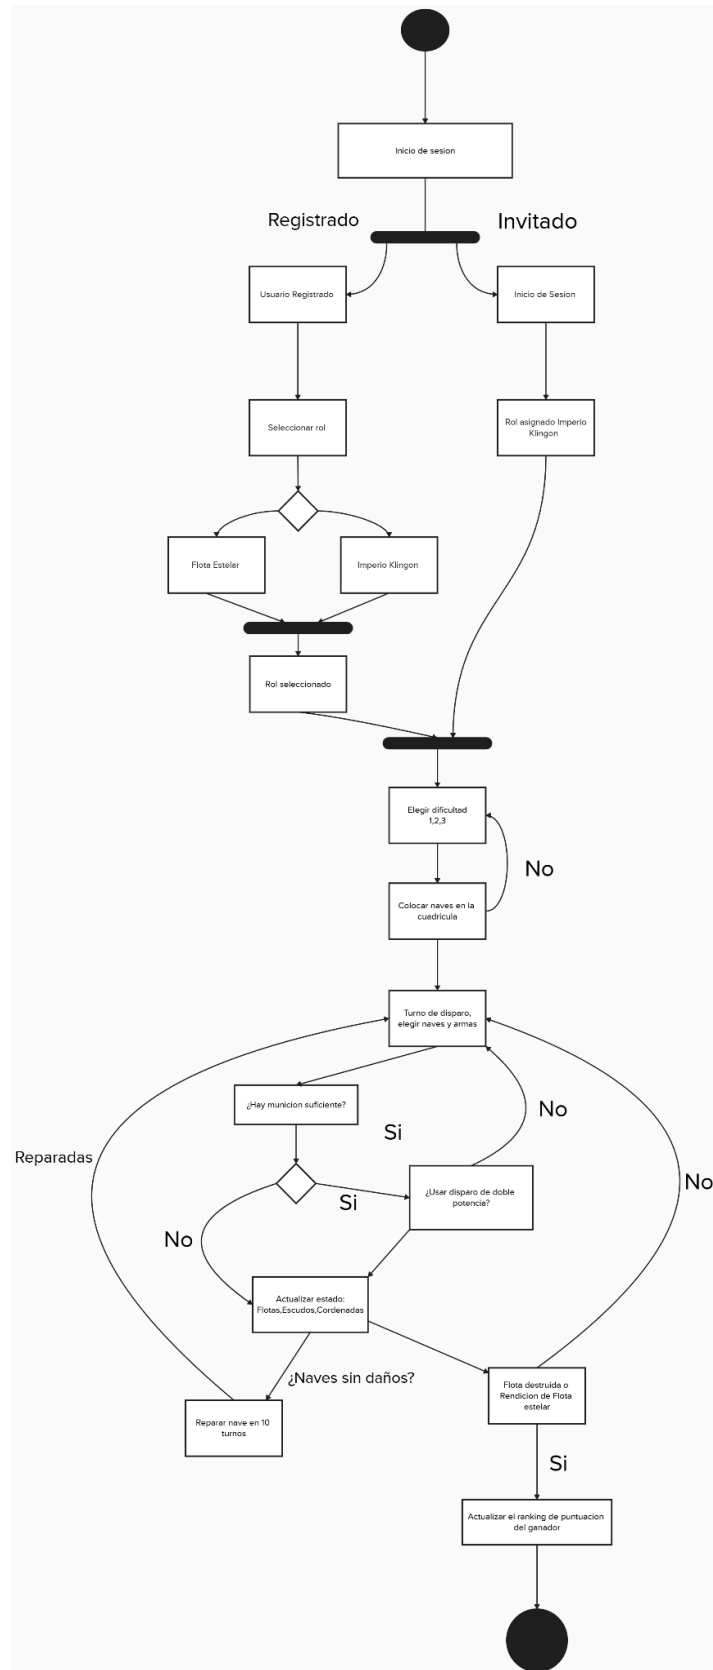 Inicio de sesion
Registrado
Invitado
Usuario Registrado
Inicio de Sesion
Seleccionar rol
Rol asignado Imperio
Klingon
Flota Estelar
Imperio Klingon
Rol seleccionado
Elegir dificultad
1,2,3
No
Colocar naves en la
cuadricula
Turno de disparo,
elegir naves y armas
¿Hay municion suficiente?
No
Si
Reparadas
¿Usar disparo de doble
potencia?
Si
No
No
Actualizar estado:
Flotas,Escudos,Cordenadas
¿Naves sin daños?
Flota destruida o
Rendicion de Flota
estelar
Reparar nave en 10
turnos
Si
Actualizar el ranking de puntuacion
del ganador